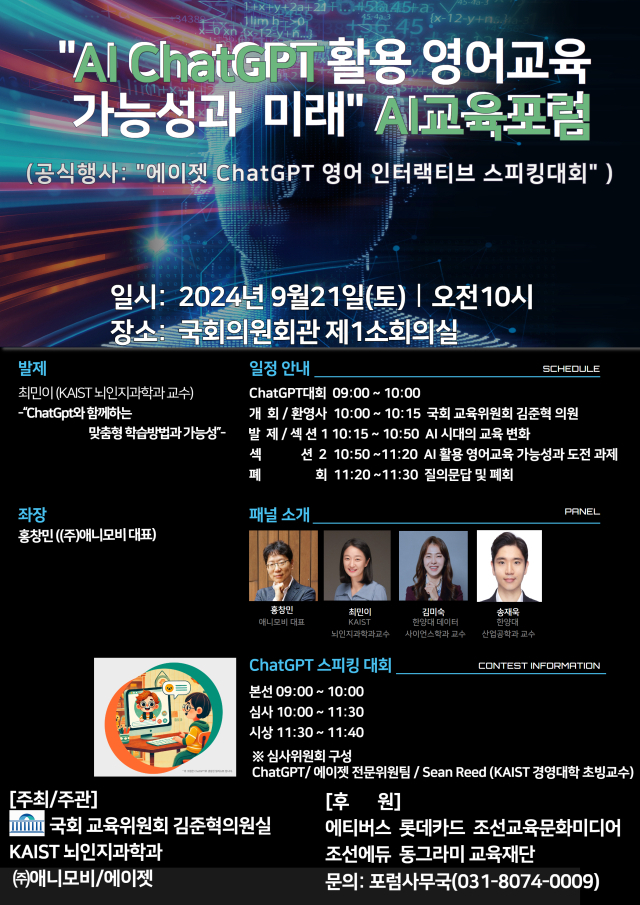 "AI ChatGPT 활용 영어교육
가능성과 미래" AI교육포럼
(공식행사: "에이젯 ChatGPT 영어 인터랙티브 스피킹대회" )
일시: 2024년 9월21일(토) | 오전10시
장소: 국회의원회관 제1소회의실
발제
최민이 (KAIST 뇌인지과학과 교수)
-“ChatGpt와 함께하는
맞춤형 학습방법과 가능성”-
일정 안내
SCHEDULE
ChatGPT대회 09:00 ~ 10:00
개 회 / 환영사 10:00 ~ 10:15 국회 교육위원회 김준혁 의원
발 제 / 섹 션 1 10:15 ~ 10:50 AI 시대의 교육 변화
섹 션 2 10:50 ~11:20 AI 활용 영어교육 가능성과 도전 과제
폐 회 11:20 ~11:30 질의문답 및 폐회
좌장
홍창민 ((주)애니모비 대표)
패널 소개
PANEL
홍창민
애니모비 대표
최민이
KAIST
뇌인지과학과교수
김미숙
한양대 데이터
사이언스학과 교수
송재욱
한양대
산업공학과 교수
ChatGPT 스피킹 대회
CONTEST INFORMATION
본선 09:00 ~ 10:00
심사 10:00 ~ 11:30
시상 11:30 ~ 11:40
※ 심사위원회 구성
ChatGPT/ 에이젯 전문위원팀 / Sean Reed (KAIST 경영대학 초빙교수)
[주최/주관]
국회 교육위원회 김준혁의원실
KAIST 뇌인지과학과
㈜애니모비/에이젯
[후 원]
에티버스 롯데카드 조선교육문화미디어
조선에듀 동그라미 교육재단
문의: 포럼사무국(031-8074-0009)